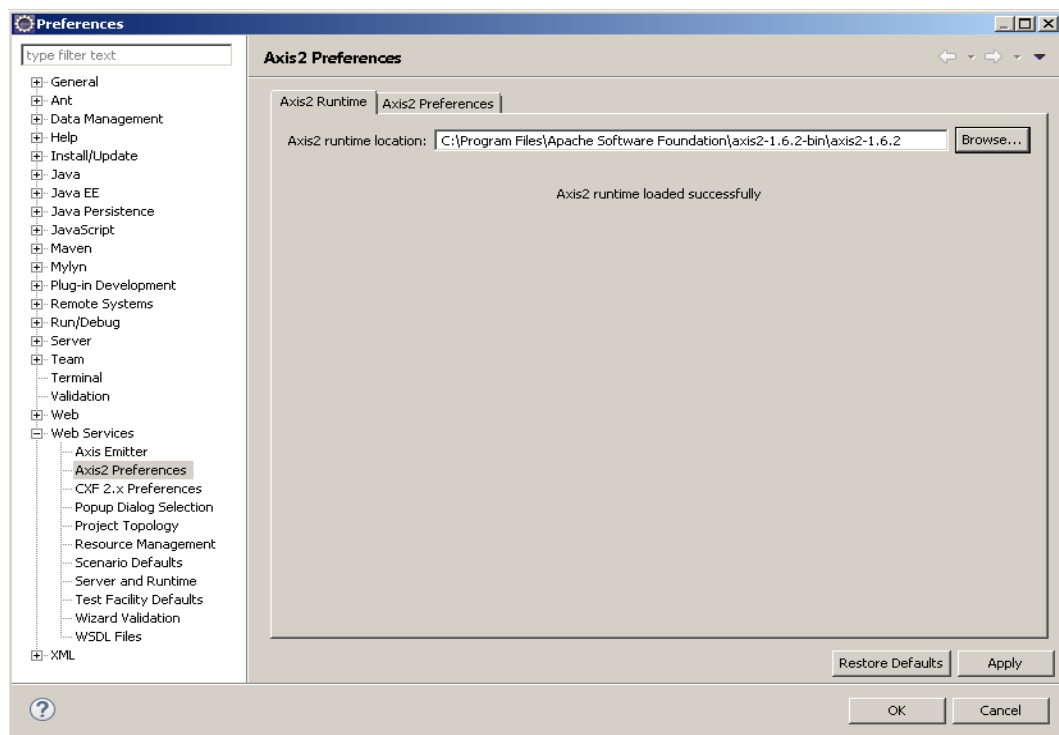 Preferences
type filter text
General
Ant
Data Management
Help
Install/Update
Java
Java EE
Java Persistence
JavaScript
Maven
Mylyn
Plug-in Development
Remote Systems
Run/Debug
Server
Team
Terminal
Validation
Web
Web Services
Axis Emitter
Axis2 Preferences
CXF 2.x Preferences
Popup Dialog Selection
Project Topology
Resource Management
Scenario Defaults
Server and Runtime
Test Facility Defaults
Wizard Validation
WSDL Files
XML
Axis2 Preferences
Axis2 Runtime Axis2 Preferences
Axis2 runtime location: C:\Program Files\Apache Software Foundation\axis2-1.6.2-bin\axis2-1.6.2 Browse...
Axis2 runtime loaded successfully
Restore Defaults Apply
? OK Cancel